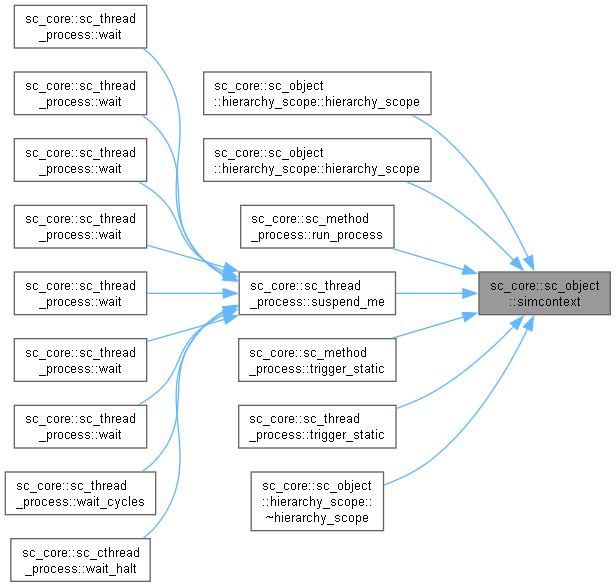 sc_core::sc_thread
_process::wait
sc_core::sc_thread
_process::wait
sc_core::sc_thread
_process::wait
sc_core::sc_thread
_process::wait
sc_core::sc_thread
_process::wait
sc_core::sc_thread
_process::wait
sc_core::sc_thread
_process::wait
sc_core::sc_thread
_process::wait_cycles
sc_core::sc_cthread
_process::wait_halt
sc_core::sc_object
::hierarchy_scope::hierarchy_scope
sc_core::sc_object
::hierarchy_scope::hierarchy_scope
sc_core::sc_method
_process::run_process
sc_core::sc_thread
_process::suspend_me
sc_core::sc_method
_process::trigger_static
sc_core::sc_thread
_process::trigger_static
sc_core::sc_object
::hierarchy_scope::
~hierarchy_scope
sc_core::sc_object
::simcontext